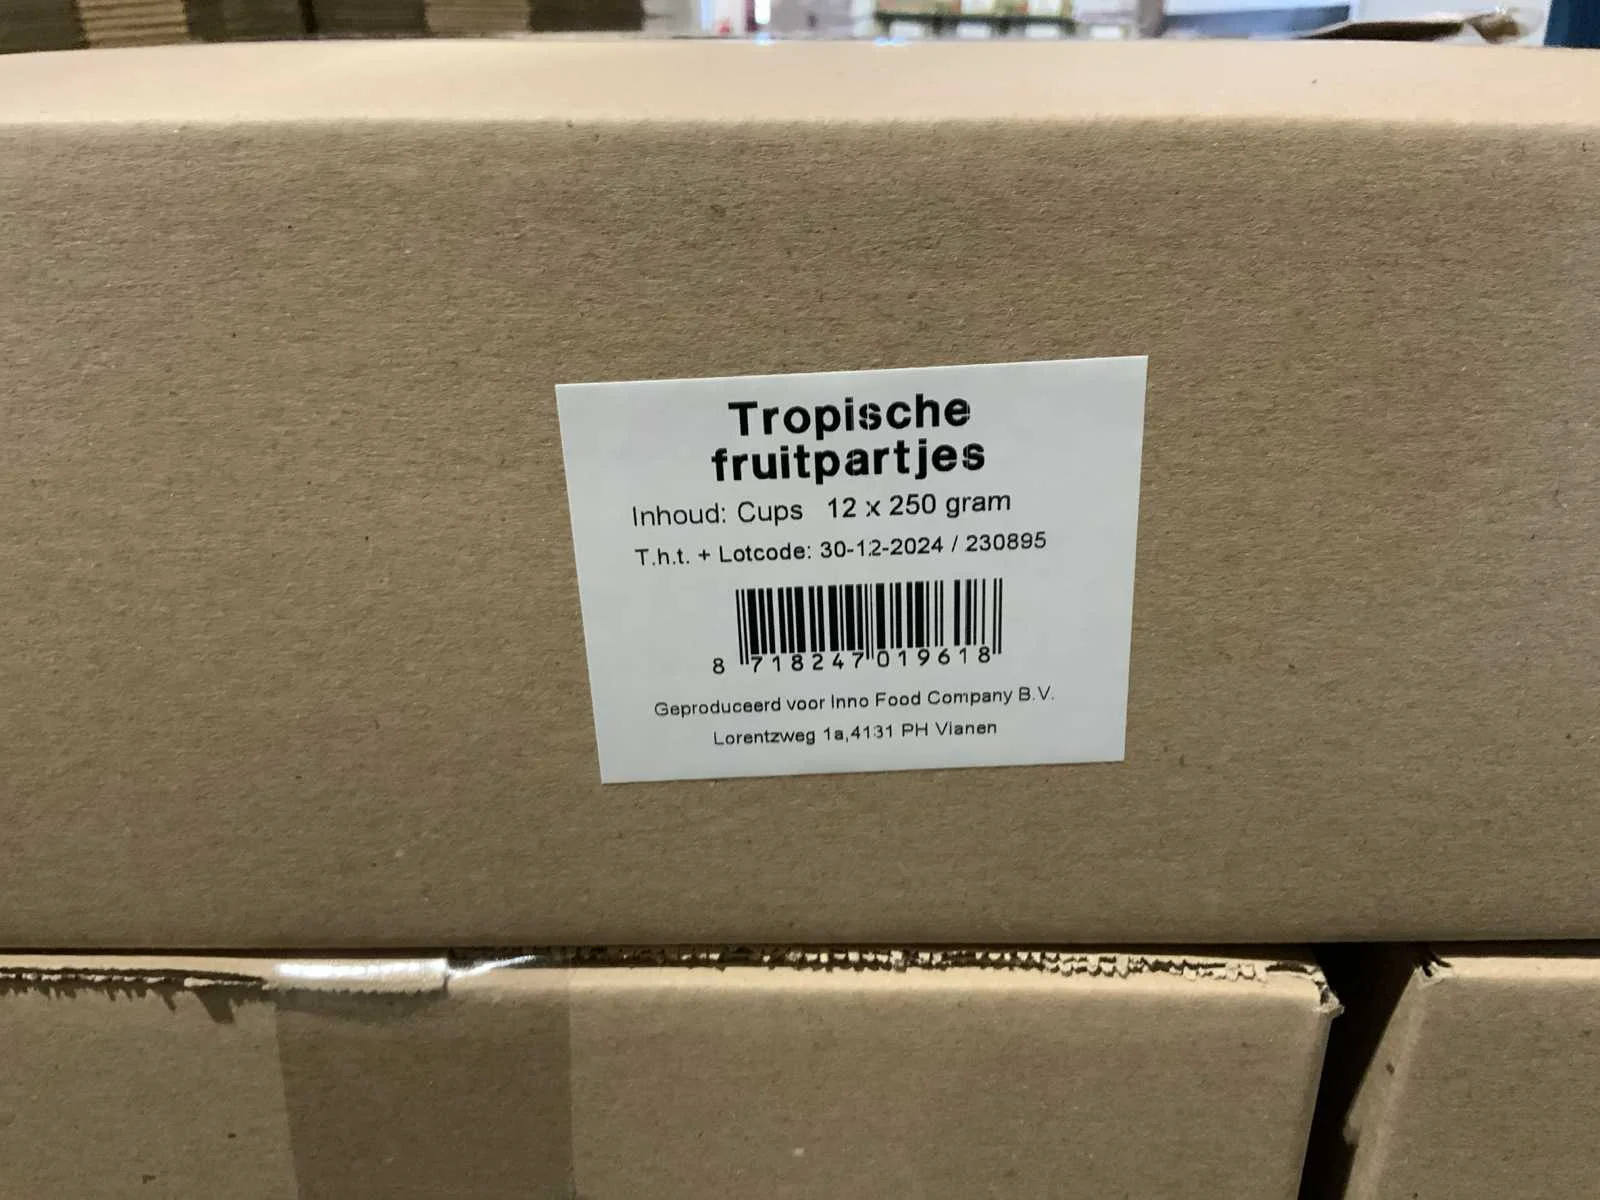 Tropische
fruitpartjes
Inhoud: Cups 12 x 250 gram
T.h.t. + Lotcode: 30-12-2024 / 230895
8 718247 019618
Geproduceerd voor Inno Food Company B.V.
Lorentzweg 1a,4131 PH Vianen